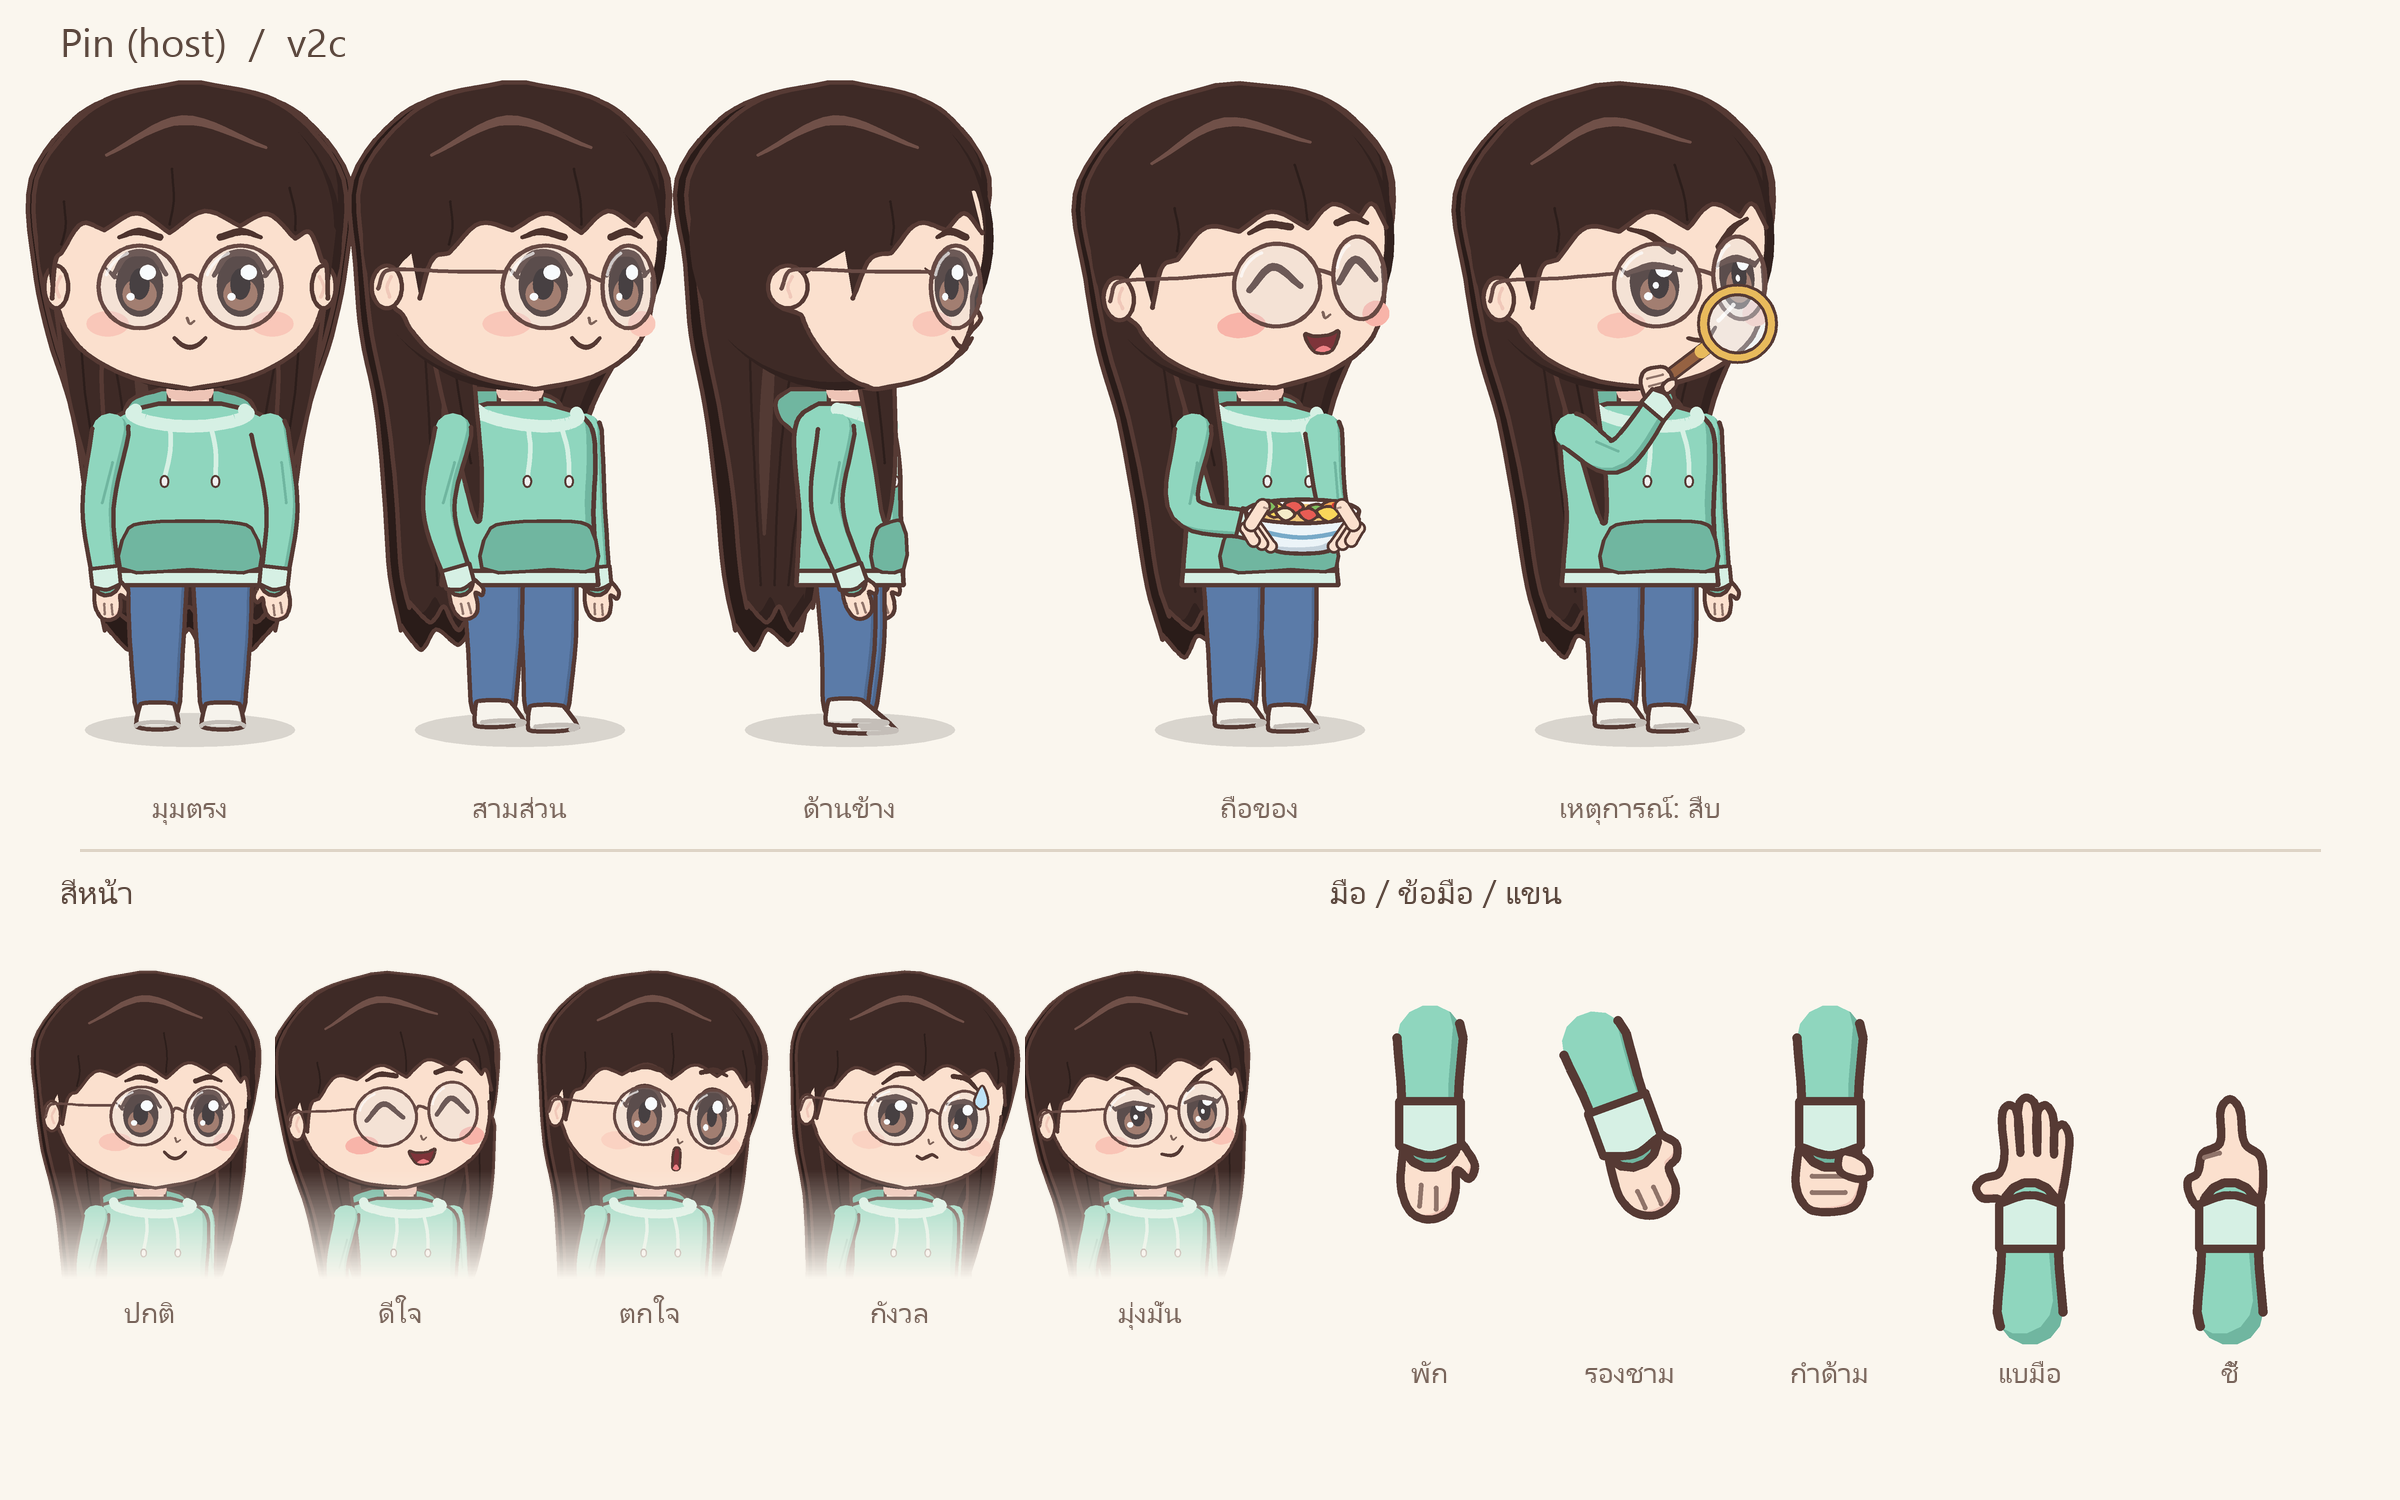 Pin (host) / v2c
มุมตรง
สามส่วน
ด้านข้าง
ถือของ
เหตุการณ์: สืบ
สีหน้า
มือ / ข้อมือ / แขน
ปกติ
ดีใจ
ตกใจ
กังวล
มุ่งมั่น
พัก
รองชาม
กำด้าม
แบมือ
ชี้